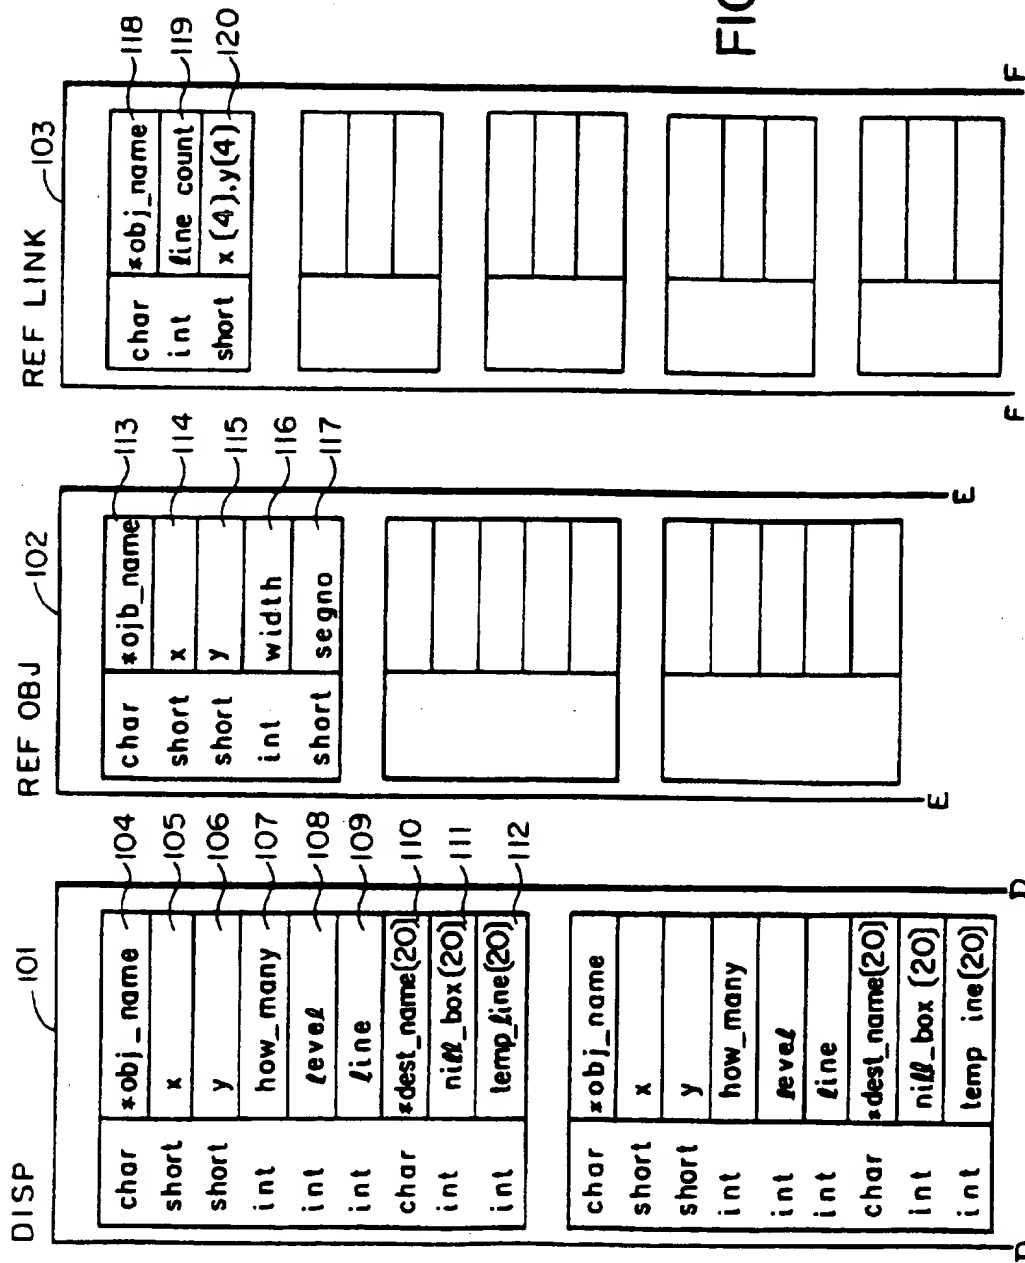 DISP
101
char *obj_name 104
short x 105
short y 106
int how_many 107
int level 108
int line 109
char *dest_name(20) 110
int nill_box(20) 111
int temp_line(20) 112
char *obj_name
short x
short y
int how_many
int level
int line
char *dest_name(20)
int nill_box(20)
int temp ine(20)
D D
REF OBJ
102
char *ojb_name 113
short x 114
short y 115
int width 116
short segno 117
E E
REF LINK
103
char *obj_name 118
int line count 119
short x(4).y(4) 120
F F
FIG